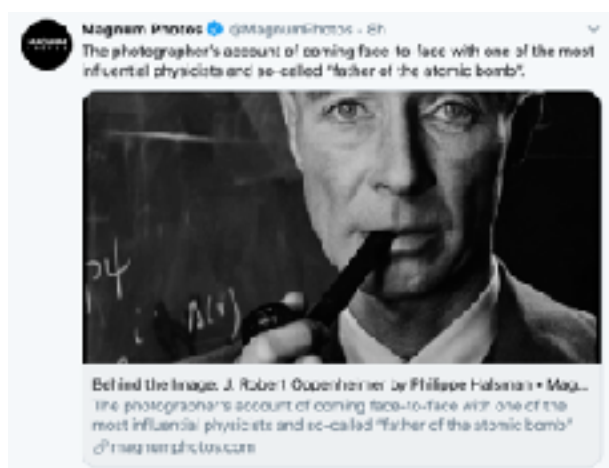 Magnum Photos @MagnumPhotos · 8h
The photographer's account of coming face-to-face with one of the most
influential physicists and so-called "father of the atomic bomb".
Behind the Image: J. Robert Oppenheimer by Philippe Halsman • Mag...
The photographer's account of coming face-to-face with one of the
most influential physicists and so-called "father of the atomic bomb"
magnumphotos.com